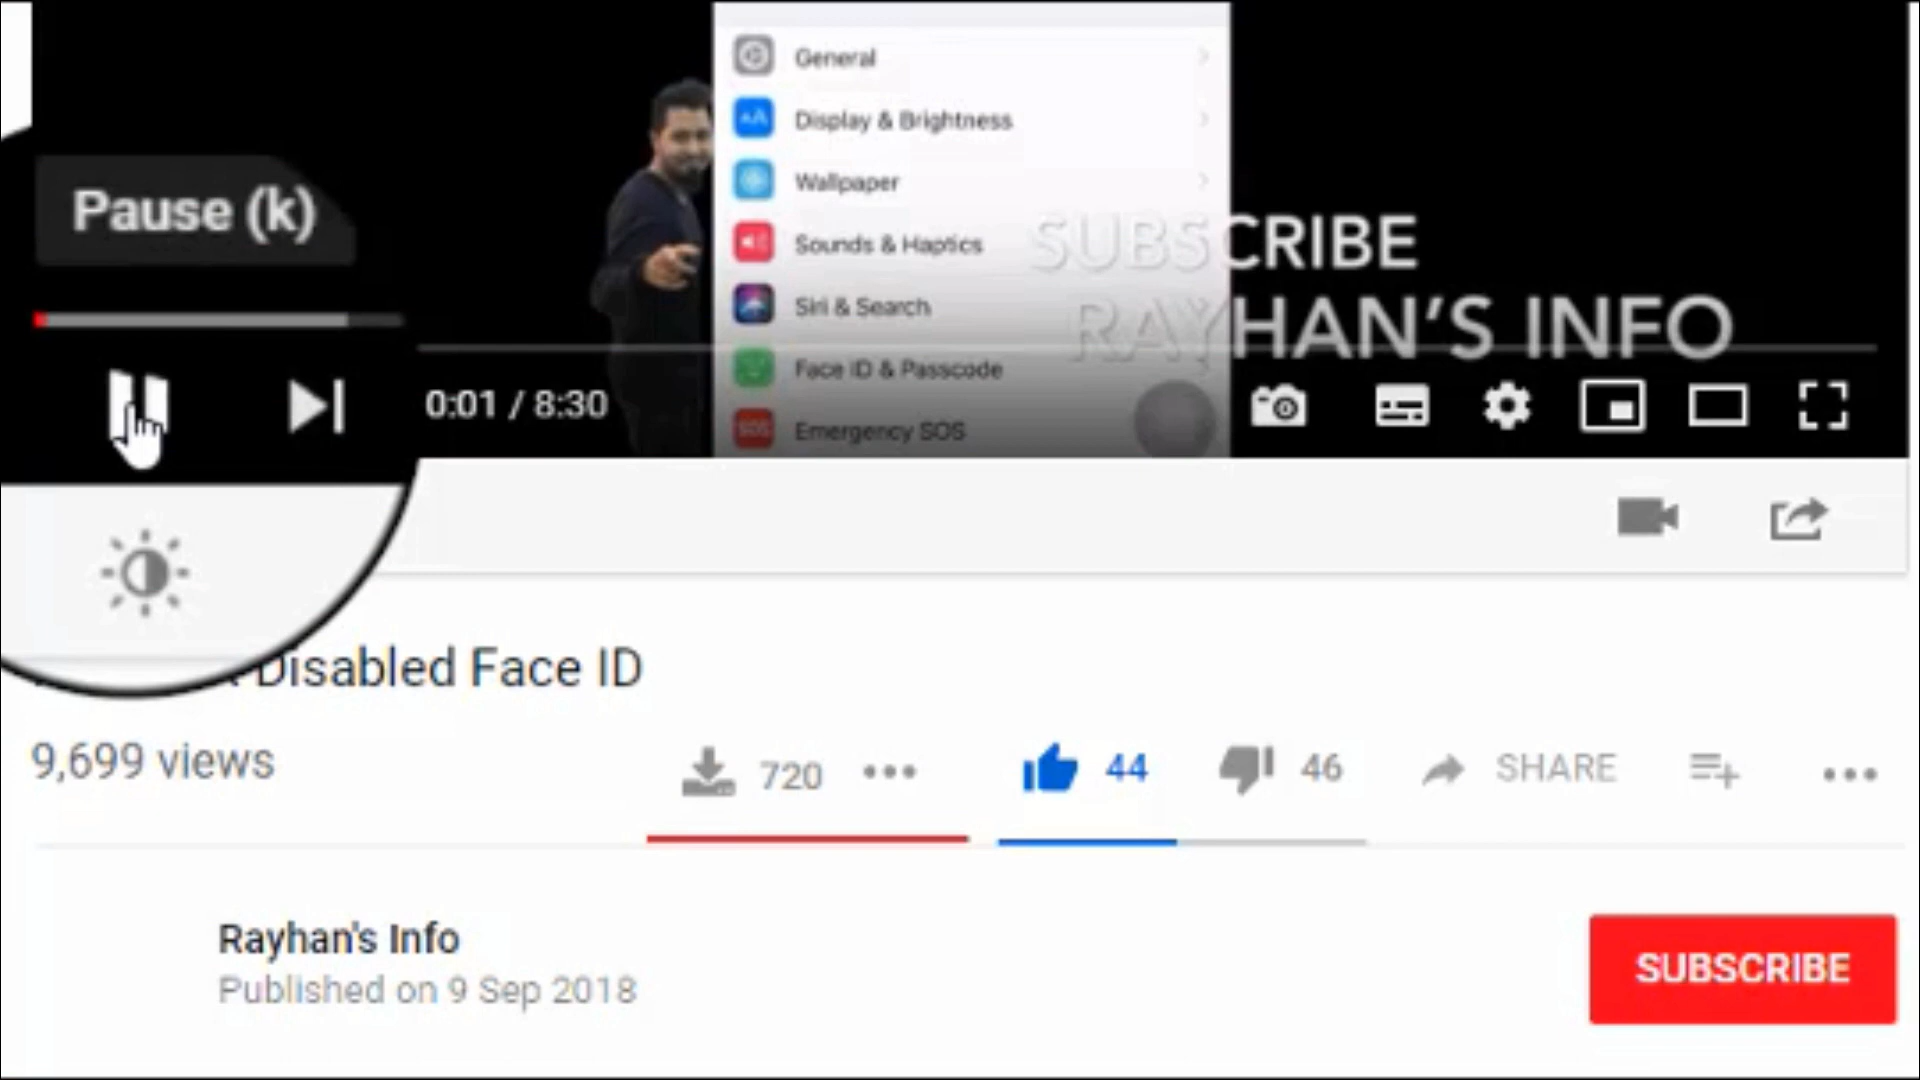 General
Display & Brightness
Wallpaper
Sounds & Haptics
Siri & Search
Face ID & Passcode
SOS
Emergency SOS
SUBSCRIBE
RAYHAN'S INFO
Pause (k)
0:01 / 8:30
Disabled Face ID
9,699 views
720
44
46
SHARE
Rayhan's Info
Published on 9 Sep 2018
SUBSCRIBE